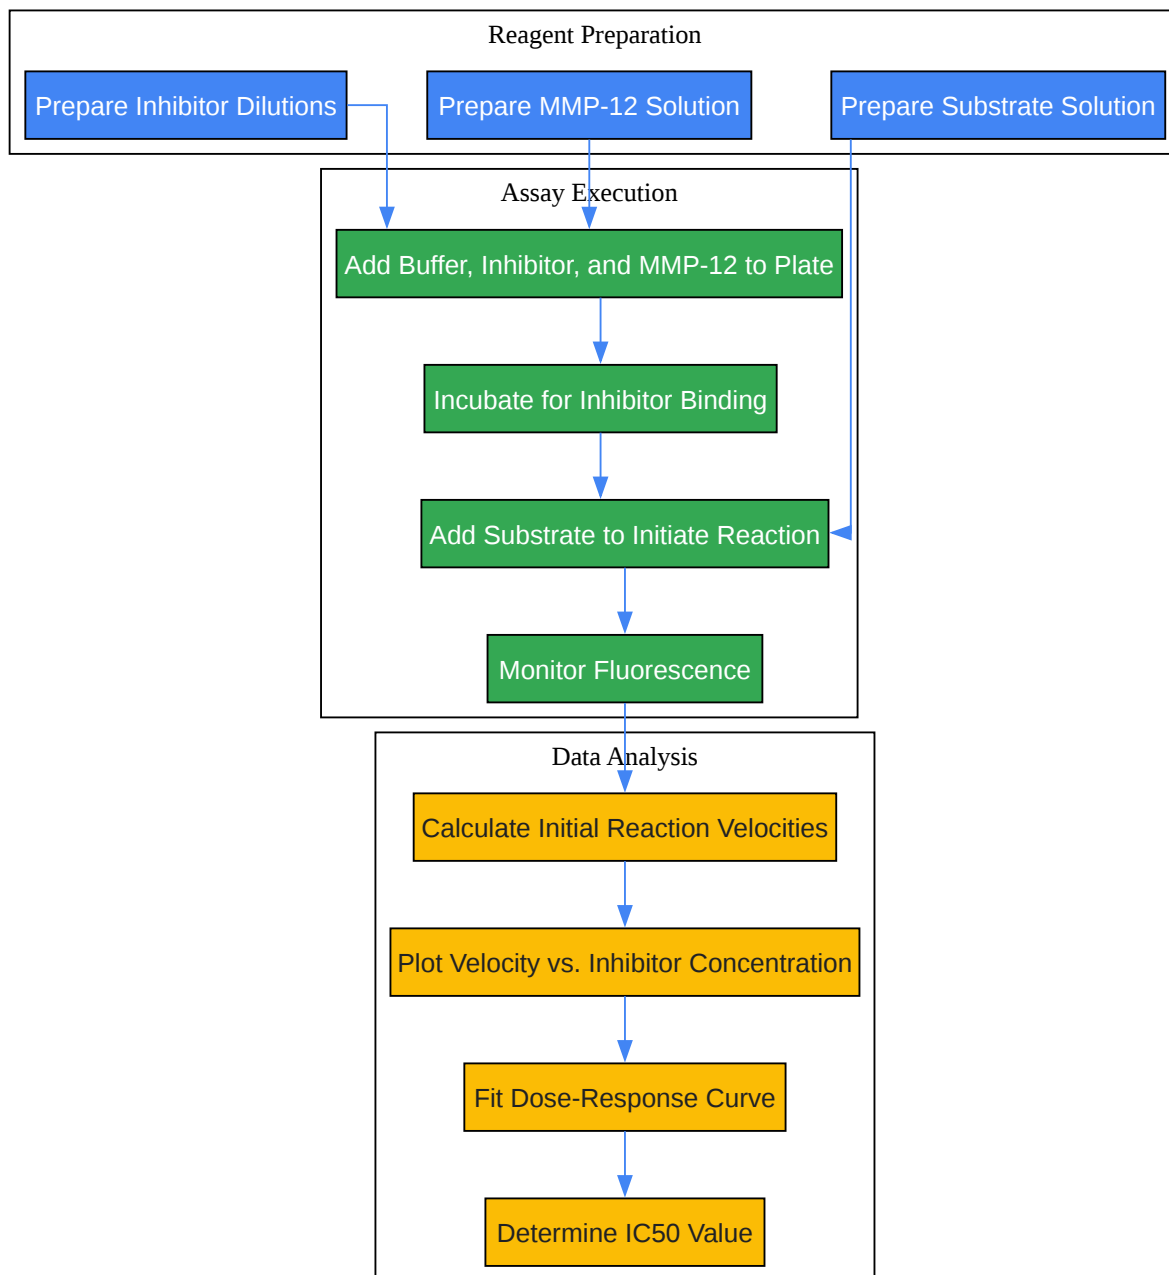 Reagent Preparation
Prepare Inhibitor Dilutions
Prepare MMP-12 Solution
Prepare Substrate Solution
Assay Execution
Add Buffer, Inhibitor, and MMP-12 to Plate
Incubate for Inhibitor Binding
Add Substrate to Initiate Reaction
Monitor Fluorescence
Data Analysis
Calculate Initial Reaction Velocities
Plot Velocity vs. Inhibitor Concentration
Fit Dose-Response Curve
Determine IC50 Value